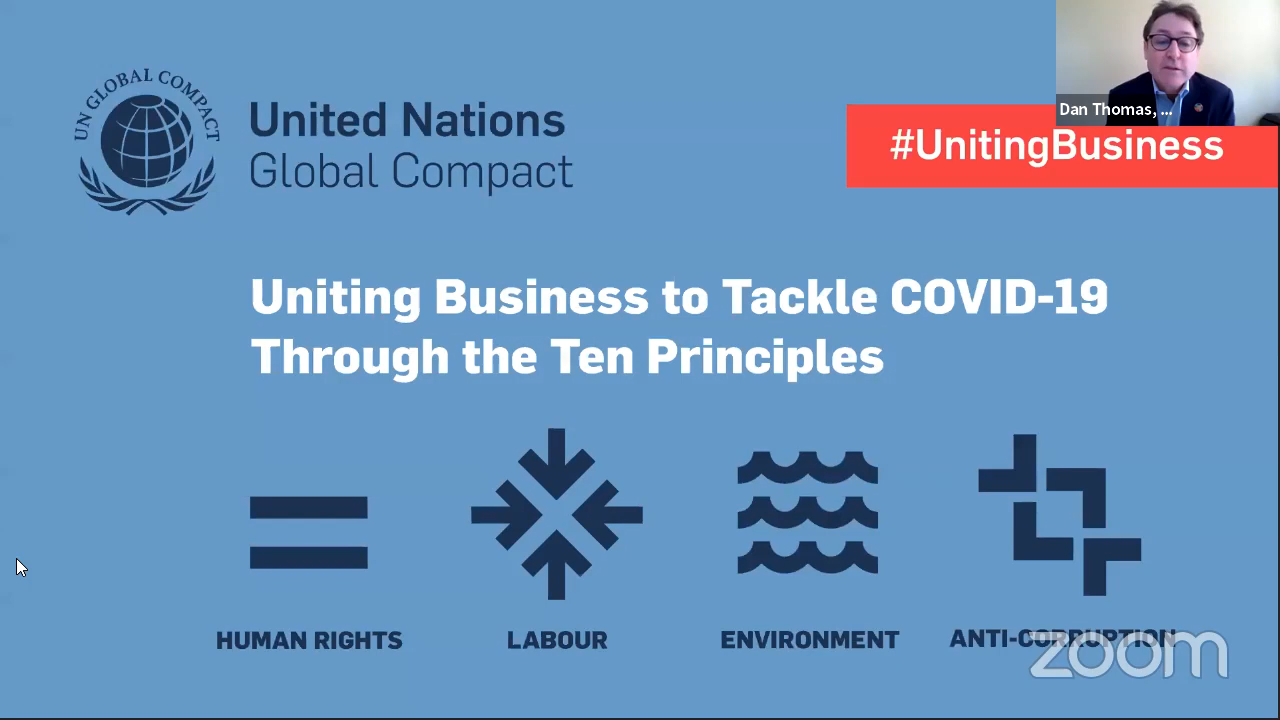 UN GLOBAL COMPACT
United Nations
Global Compact
Dan Thomas, ...
#UnitingBusiness
Uniting Business to Tackle COVID-19
Through the Ten Principles
HUMAN RIGHTS
LABOUR
ENVIRONMENT
ANTI-CORRUPTION
zoom